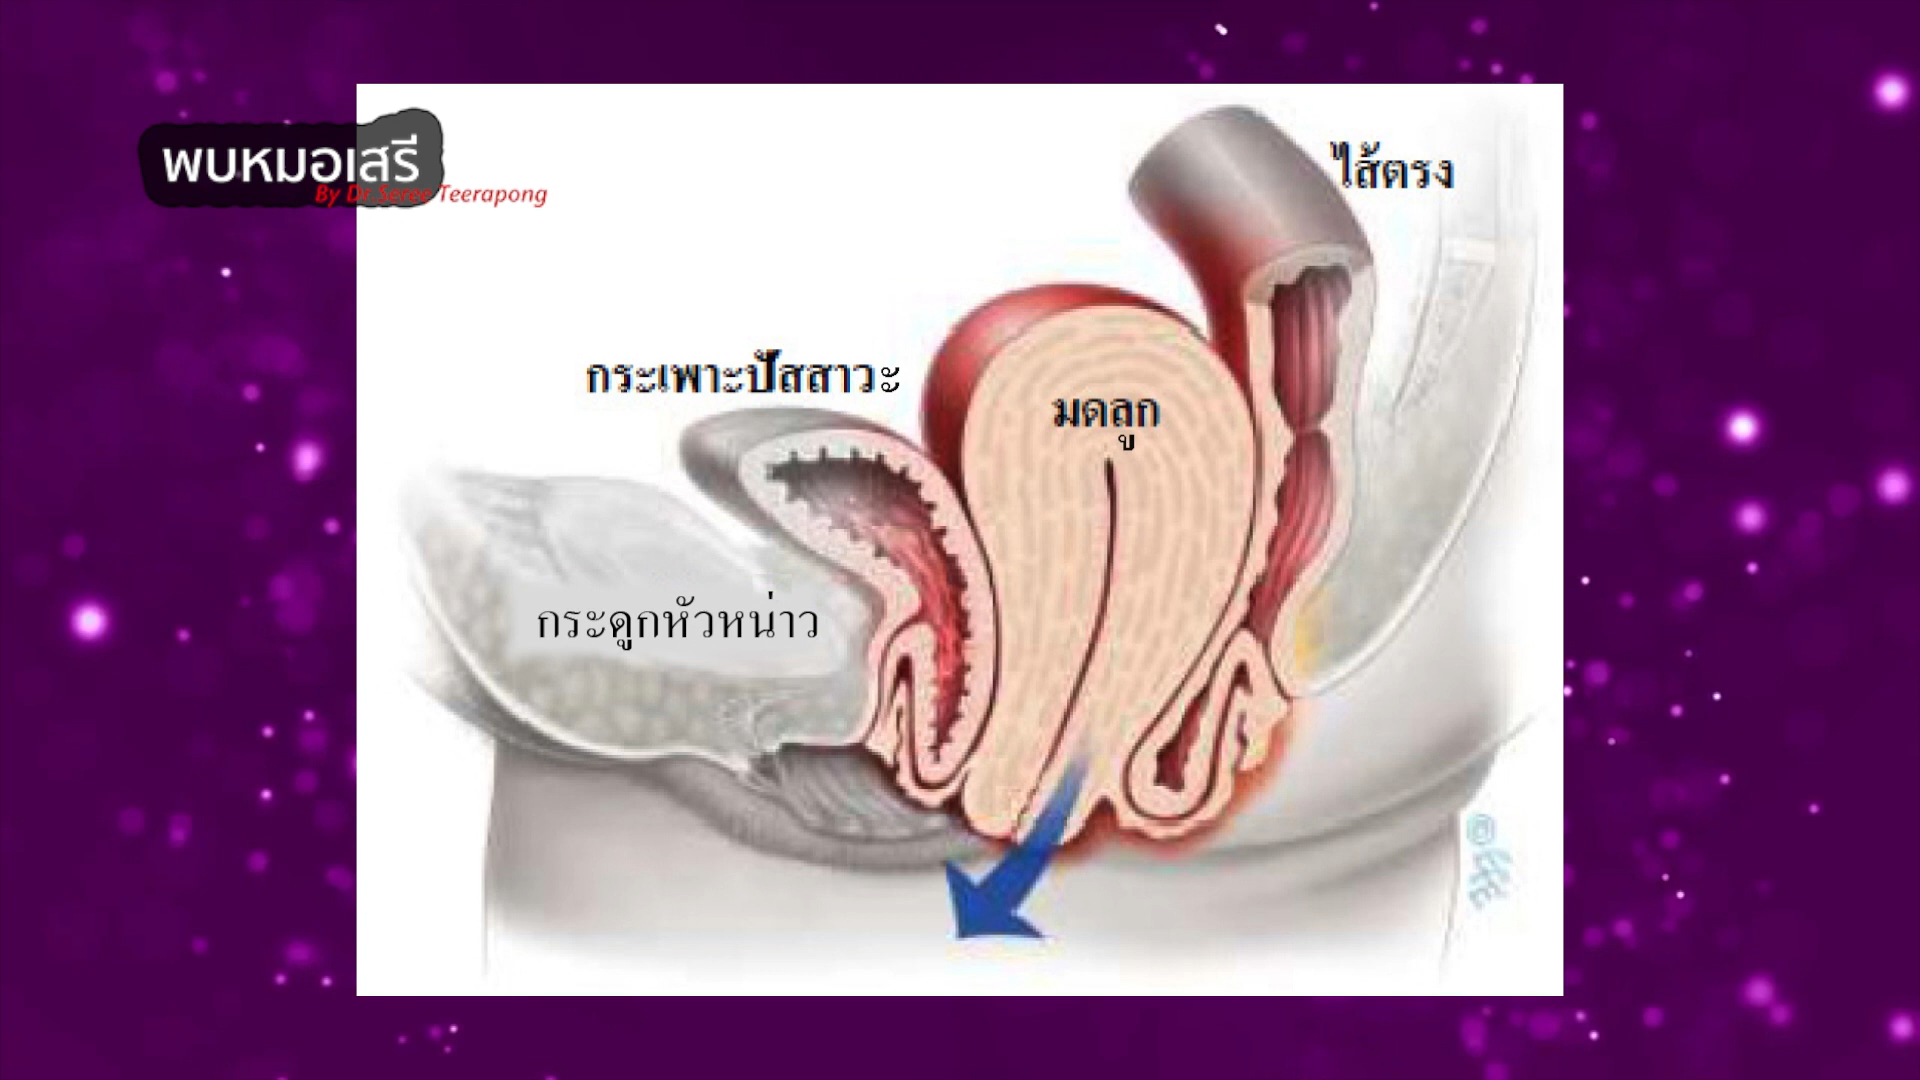 พบหมอเสรี
By Dr.Seree Teerapong
ไส้ตรง
กระเพาะปัสสาวะ
มดลูก
กระดูกหัวหน่าว